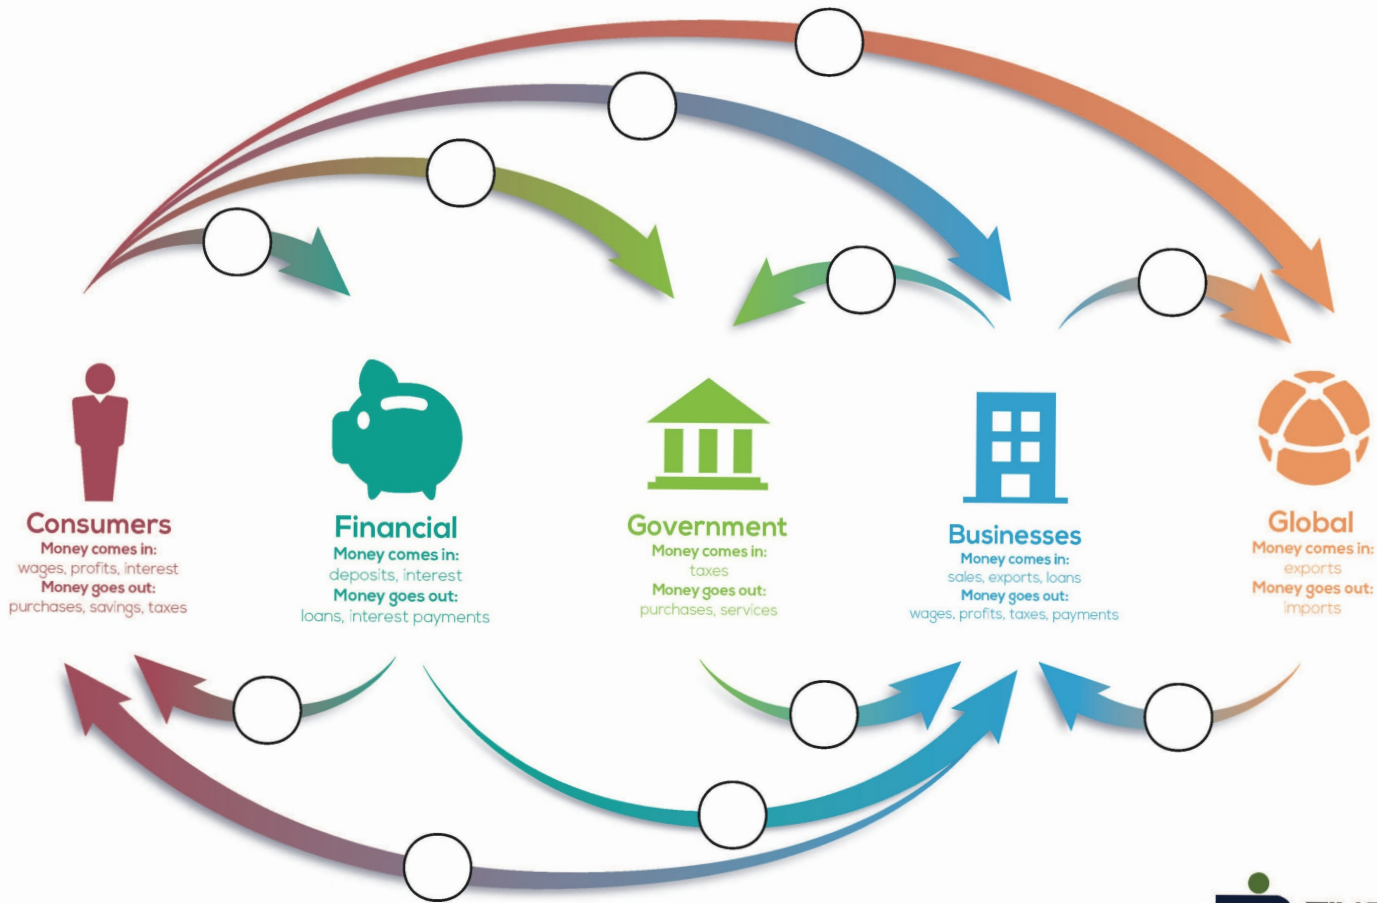 Consumers
Money comes in:
wages, profits, interest
Money goes out:
purchases, savings, taxes
Financial
Money comes in:
deposits, interest
Money goes out:
loans, interest payments
Government
Money comes in:
taxes
Money goes out:
purchases, services
Businesses
Money comes in:
sales, exports, loans
Money goes out:
wages, profits, taxes, payments
Global
Money comes in:
exports
Money goes out:
imports